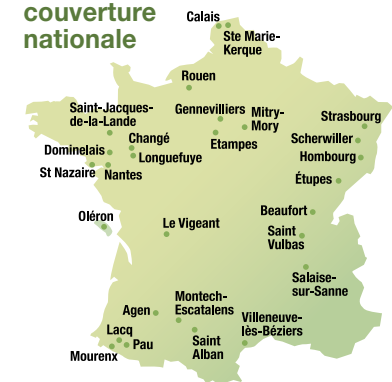 couverture
nationale
Calais
Ste Marie-
Kerque
Rouen
Saint-Jacques-
de-la-Lande
Gennevilliers
Mitry-
Mory
Strasbourg
Changé
Etampes
Scherwiller
Dominelais
Longuefuye
Hombourg
St Nazaire
Nantes
Étupes
Oléron
Le Vigeant
Beaufort
Saint
Vulbas
Salaise-
sur-Sanne
Montech-
Escatalens
Agen
Villeneuve-
lès-Béziers
Lacq
Pau
Saint
Alban
Mourenx